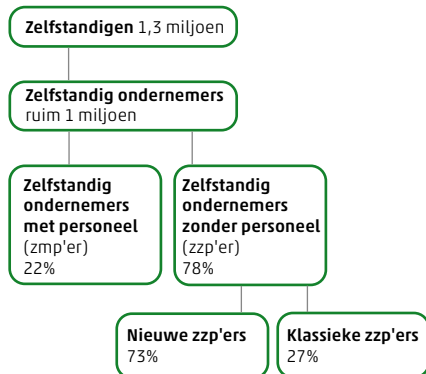 Zelfstandigen 1,3 miljoen
Zelfstandig ondernemers
ruim 1 miljoen
Zelfstandig
ondernemers
met personeel
(zmp'er)
22%
Zelfstandig
ondernemers
zonder personeel
(zzp'er)
78%
Nieuwe zzp'ers
73%
Klassieke zzp'ers
27%